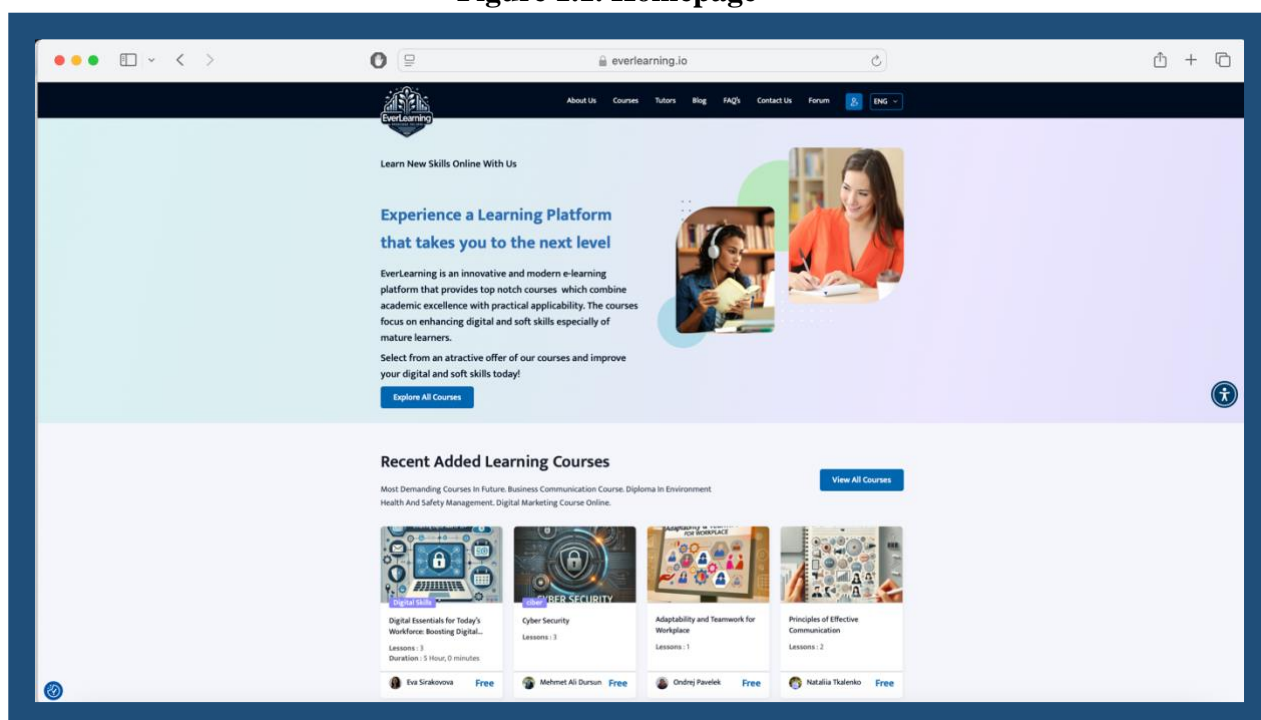 everlearning.io
EverLearning
About Us Courses Tutors Blog FAQ's Contact Us Forum ENG
Learn New Skills Online With Us
Experience a Learning Platform
that takes you to the next level
EverLearning is an innovative and modern e-learning
platform that provides top notch courses which combine
academic excellence with practical applicability. The courses
focus on enhancing digital and soft skills especially of
mature learners.
Select from an atractive offer of our courses and improve
your digital and soft skills today!
Explore All Courses
Recent Added Learning Courses
Most Demanding Courses In Future. Business Communication Course. Diploma In Environment
Health And Safety Management. Digital Marketing Course Online.
View All Courses
Digital Skills
Digital Essentials for Today's
Workforce: Boosting Digital...
Lessons : 3
Duration : 5 Hour, 0 minutes
Eva Sirakovova Free
CYBER SECURITY
ciber
Cyber Security
Lessons : 3
Mehmet Ali Dursun Free
FOR WORKPLACE
Adaptability and Teamwork for
Workplace
Lessons : 1
Ondrej Pavelek Free
Principles of Effective
Communication
Lessons : 2
Nataliia Tkalenko Free